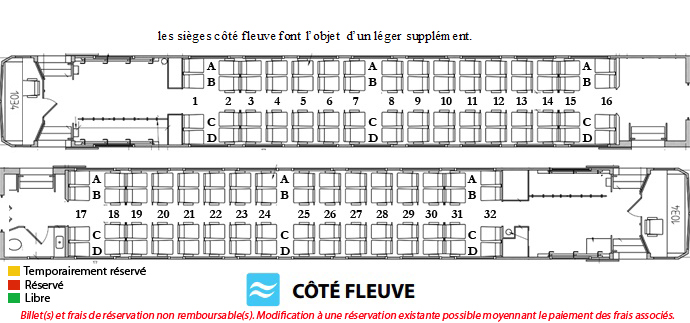 les sièges côté fleuve font l'objet d'un léger supplément.
A A A
B B B
1034
1 2 3 4 5 6 7 8 9 10 11 12 13 14 15 16
C C C
D D D
A A A
B B B
1034
17 18 19 20 21 22 23 24 25 26 27 28 29 30 31 32
C C C
D D D
Temporairement réservé
Réservé
Libre
CÔTÉ FLEUVE
Billet(s) et frais de réservation non remboursable(s). Modification à une réservation existante possible moyennant le paiement des frais associés.